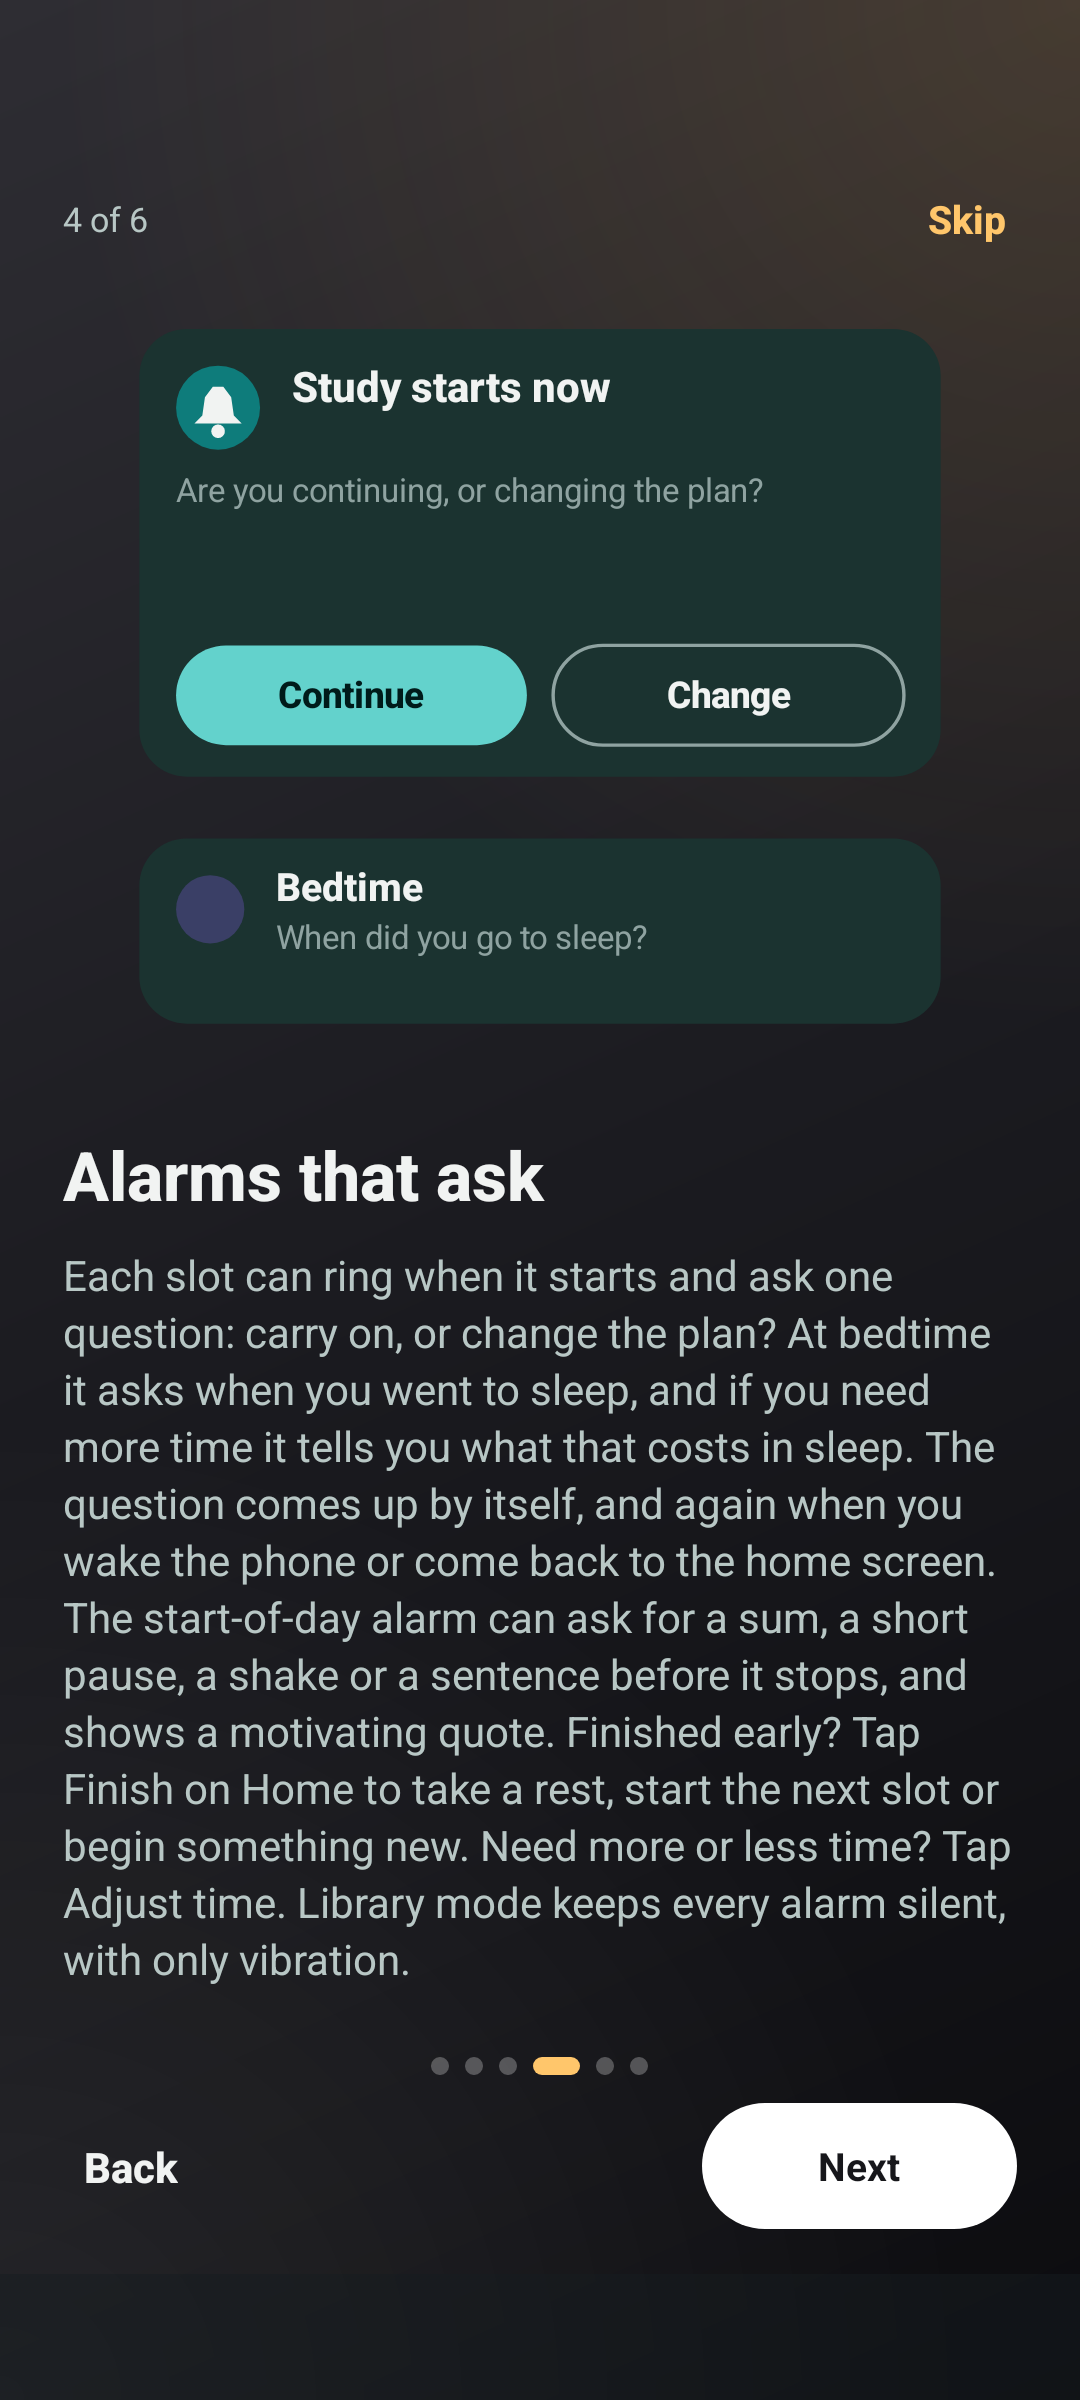 4 of 6
Skip
Study starts now
Are you continuing, or changing the plan?
Continue
Change
Bedtime
When did you go to sleep?
Alarms that ask
Each slot can ring when it starts and ask one
question: carry on, or change the plan? At bedtime
it asks when you went to sleep, and if you need
more time it tells you what that costs in sleep. The
question comes up by itself, and again when you
wake the phone or come back to the home screen.
The start-of-day alarm can ask for a sum, a short
pause, a shake or a sentence before it stops, and
shows a motivating quote. Finished early? Tap
Finish on Home to take a rest, start the next slot or
begin something new. Need more or less time? Tap
Adjust time. Library mode keeps every alarm silent,
with only vibration.
Back
Next